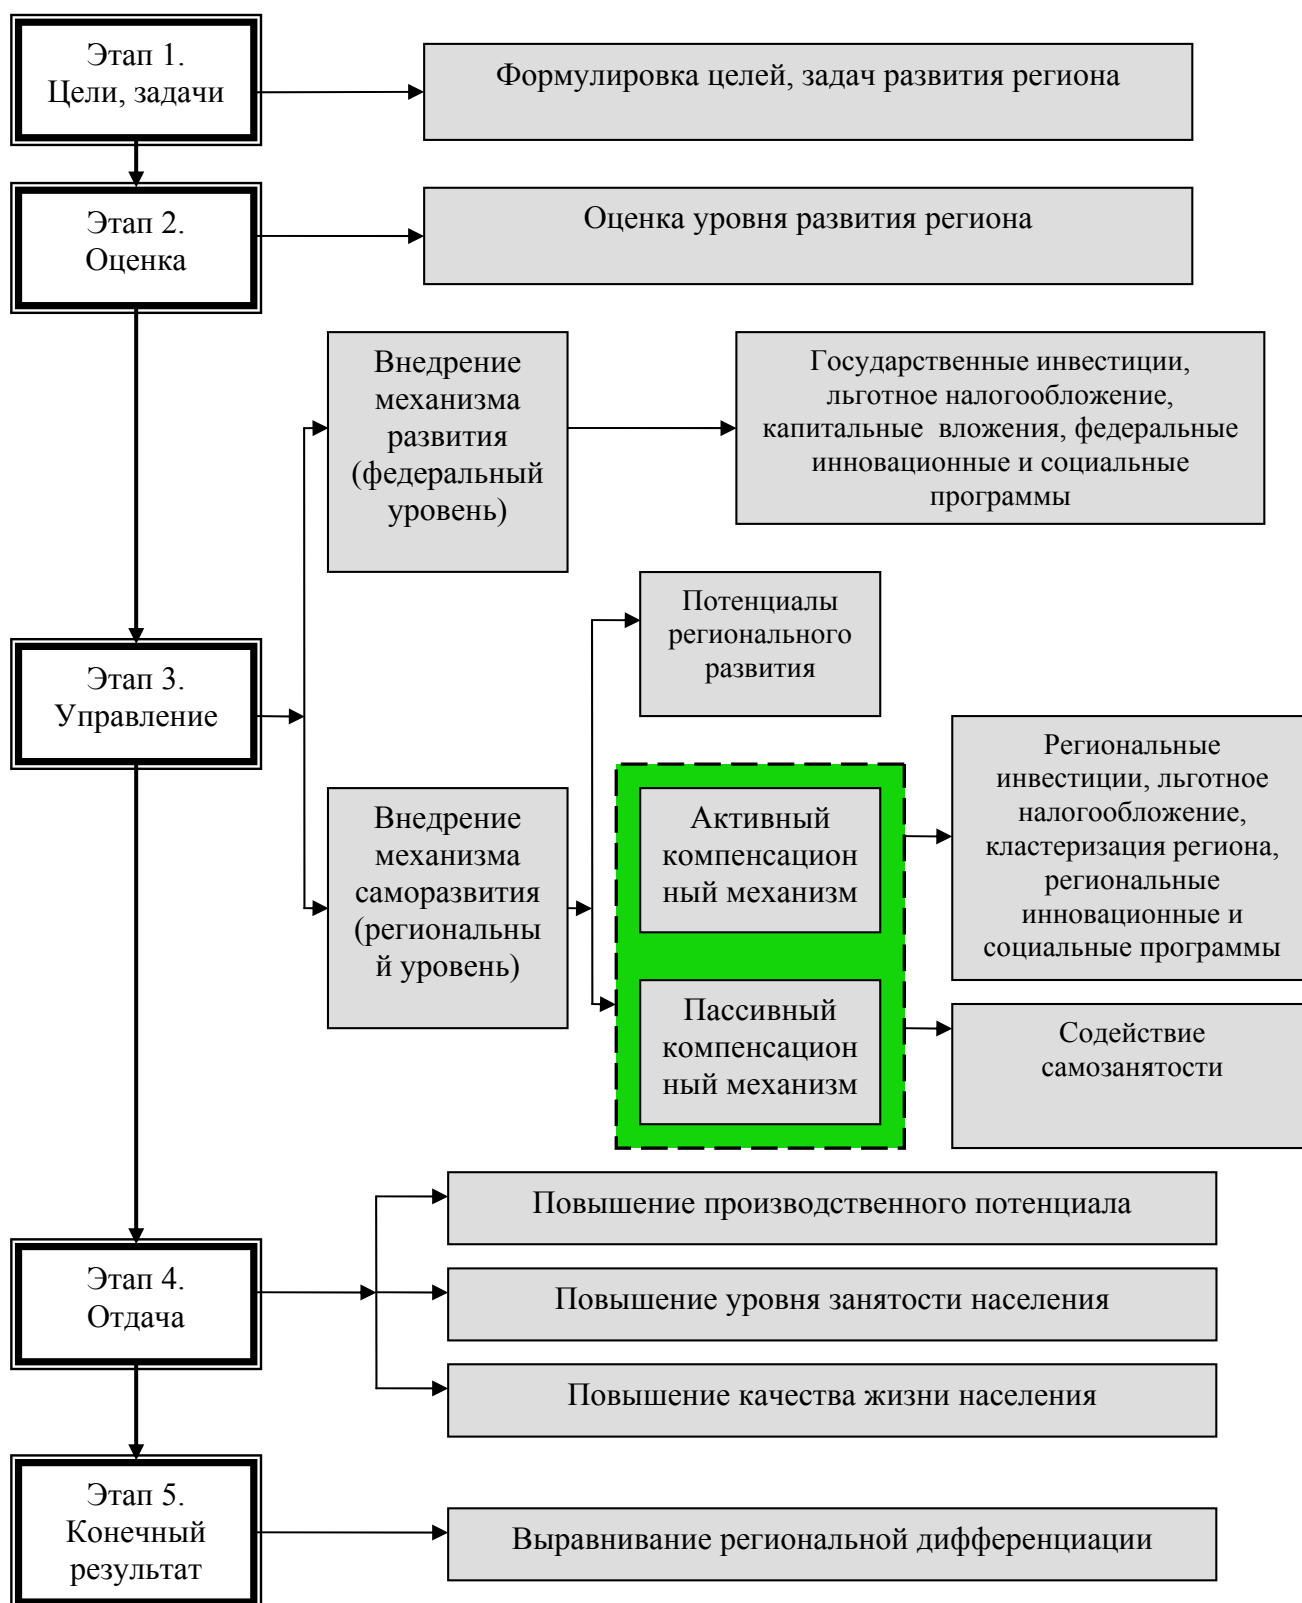 Этап 1.
Цели, задачи
Формулировка целей, задач развития региона
Этап 2.
Оценка
Оценка уровня развития региона
Внедрение
механизма
развития
(федеральный
уровень)
Государственные инвестиции,
льготное налогообложение,
капитальные вложения, федеральные
инновационные и социальные
программы
Потенциалы
регионального
развития
Этап 3.
Управление
Внедрение
механизма
саморазвития
(региональны
й уровень)
Активный
компенсацион
ный механизм
Региональные
инвестиции, льготное
налогообложение,
кластеризация региона,
региональные
инновационные и
социальные программы
Пассивный
компенсацион
ный механизм
Содействие
самозанятости
Повышение производственного потенциала
Этап 4.
Отдача
Повышение уровня занятости населения
Повышение качества жизни населения
Этап 5.
Конечный
результат
Выравнивание региональной дифференциации